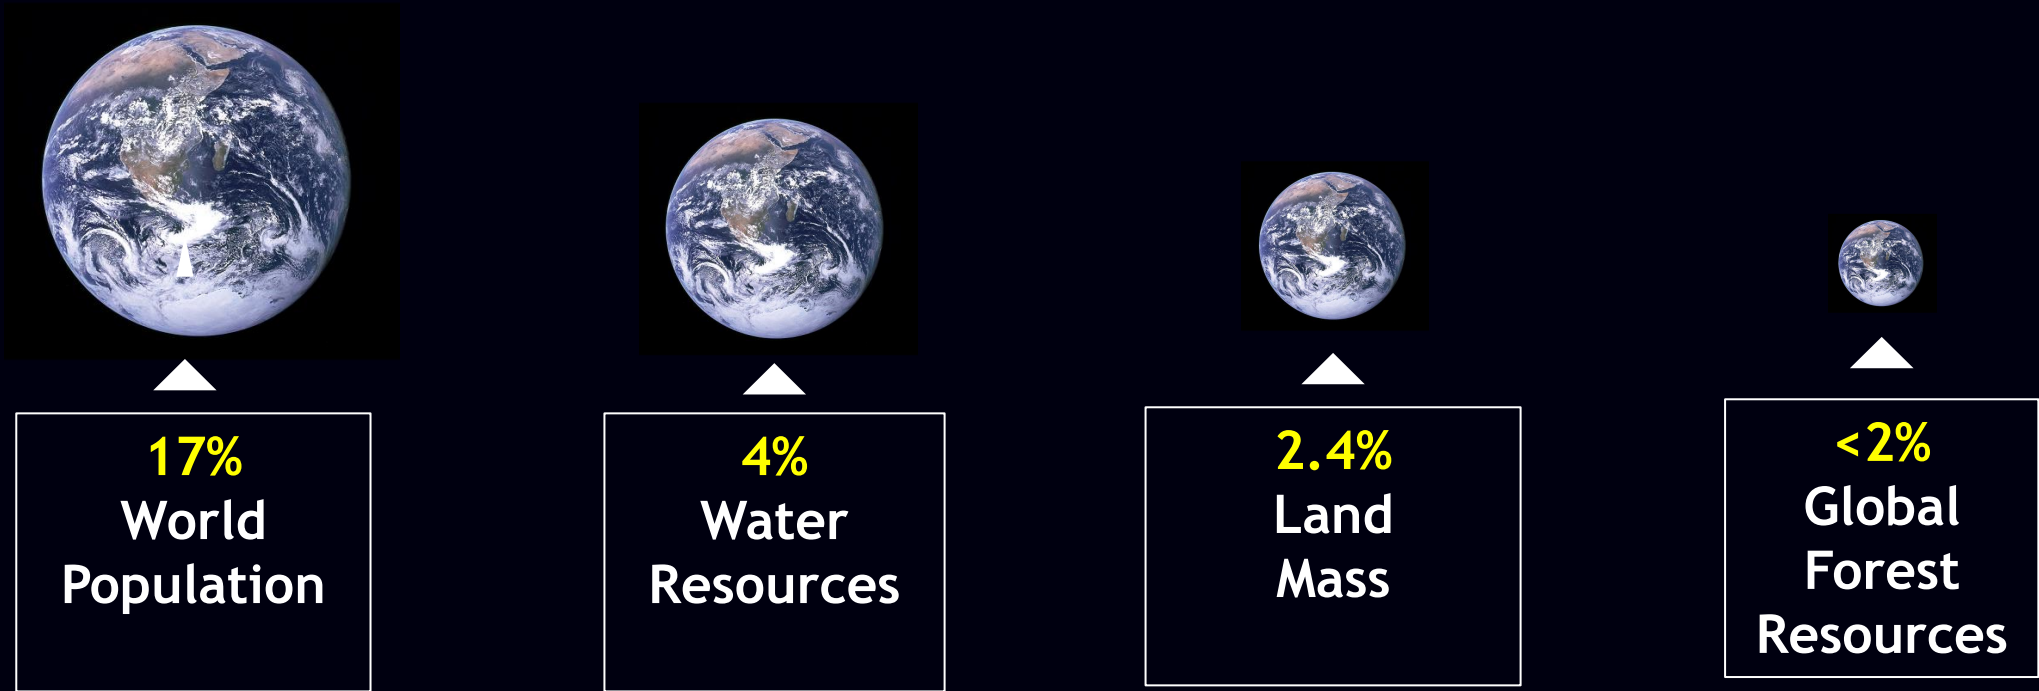 17%
World
Population
4%
Water
Resources
2.4%
Land
Mass
<2%
Global
Forest
Resources